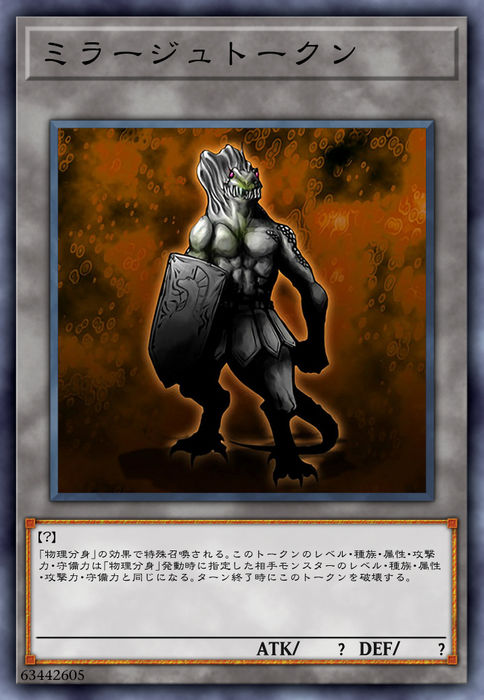 ミラージュトークン
【?】
「物理分身」の効果で特殊召喚される。このトークンのレベル・種族・属性・攻撃
力・守備力は「物理分身」発動時に指定した相手モンスターのレベル・種族・属性
・攻撃力・守備力と同じになる。ターン終了時にこのトークンを破壊する。
ATK/ ? DEF/ ?
63442605